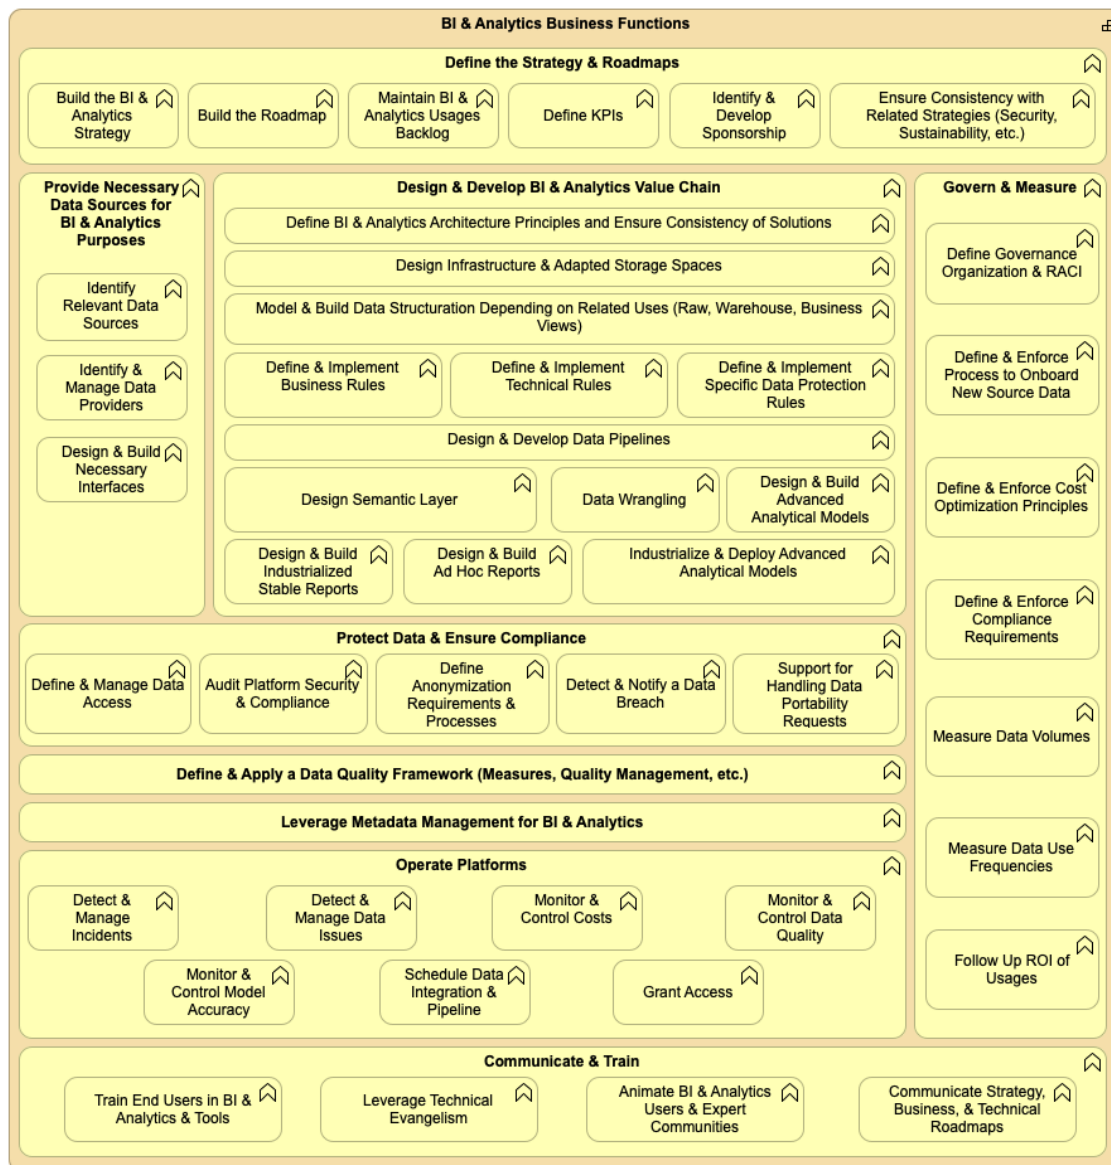 BI & Analytics Business Functions
Define the Strategy & Roadmaps
Build the BI &
Analytics
Strategy
Build the Roadmap
Maintain BI &
Analytics Usages
Backlog
Define KPIs
Identify &
Develop
Sponsorship
Ensure Consistency with
Related Strategies (Security,
Sustainability, etc.)
Provide Necessary
Data Sources for
BI & Analytics
Purposes
Identify
Relevant Data
Sources
Identify &
Manage Data
Providers
Design & Build
Necessary
Interfaces
Design & Develop BI & Analytics Value Chain
Define BI & Analytics Architecture Principles and Ensure Consistency of Solutions
Design Infrastructure & Adapted Storage Spaces
Model & Build Data Structuration Depending on Related Uses (Raw, Warehouse, Business
Views)
Define & Implement
Business Rules
Define & Implement
Technical Rules
Define & Implement
Specific Data Protection
Rules
Design & Develop Data Pipelines
Design Semantic Layer
Data Wrangling
Design & Build
Advanced
Analytical Models
Design & Build
Industrialized
Stable Reports
Design & Build
Ad Hoc Reports
Industrialize & Deploy Advanced
Analytical Models
Govern & Measure
Define Governance
Organization & RACI
Define & Enforce
Process to Onboard
New Source Data
Define & Enforce Cost
Optimization Principles
Define & Enforce
Compliance
Requirements
Measure Data Volumes
Measure Data Use
Frequencies
Follow Up ROI of
Usages
Protect Data & Ensure Compliance
Define & Manage Data
Access
Audit Platform Security
& Compliance
Define
Anonymization
Requirements &
Processes
Detect & Notify a Data
Breach
Support for
Handling Data
Portability
Requests
Define & Apply a Data Quality Framework (Measures, Quality Management, etc.)
Leverage Metadata Management for BI & Analytics
Operate Platforms
Detect &
Manage
Incidents
Detect &
Manage Data
Issues
Monitor &
Control Costs
Monitor &
Control Data
Quality
Monitor &
Control Model
Accuracy
Schedule Data
Integration &
Pipeline
Grant Access
Communicate & Train
Train End Users in BI &
Analytics & Tools
Leverage Technical
Evangelism
Animate BI & Analytics
Users & Expert
Communities
Communicate Strategy,
Business, & Technical
Roadmaps